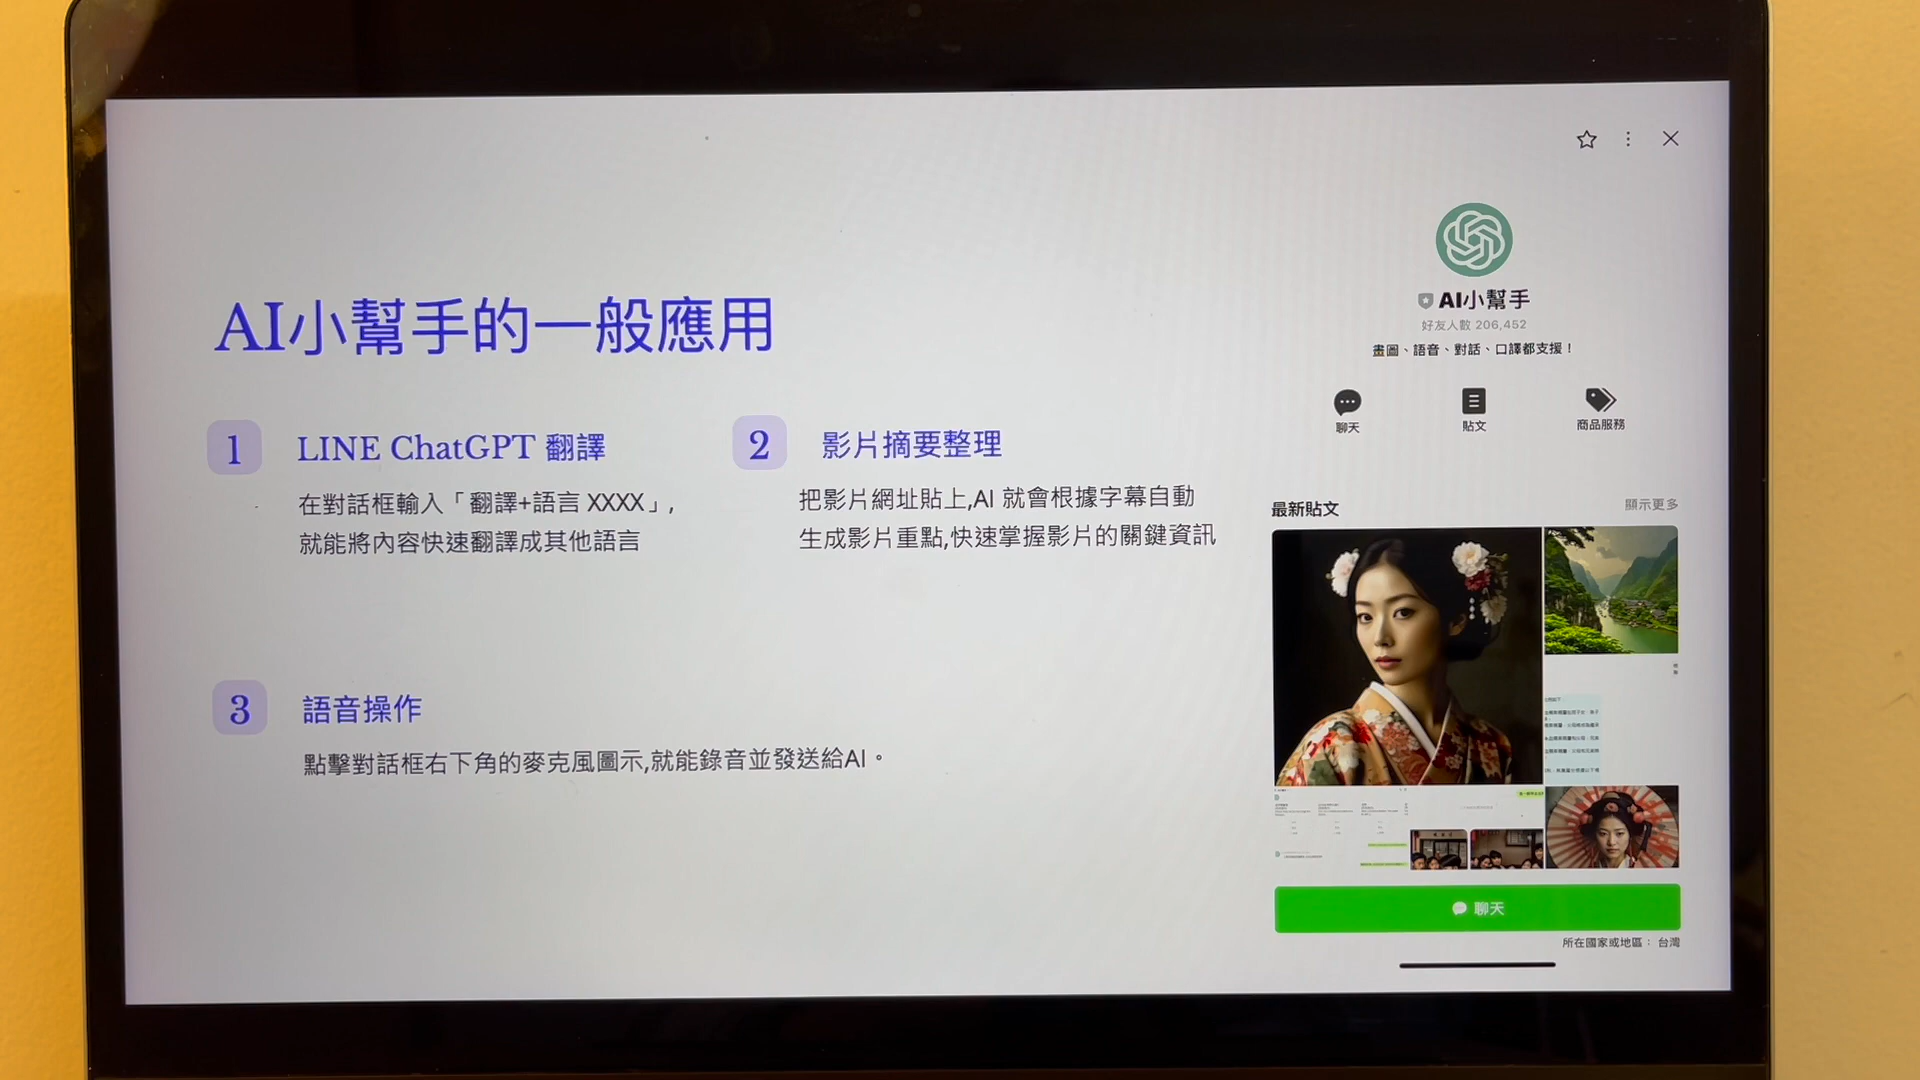 AI小幫手的一般應用
1
LINE ChatGPT 翻譯
在對話框輸入「翻譯+語言 XXXX」,
就能將內容快速翻譯成其他語言
2
影片摘要整理
把影片網址貼上,AI 就會根據字幕自動
生成影片重點,快速掌握影片的關鍵資訊
3
語音操作
點擊對話框右下角的麥克風圖示,就能錄音並發送給AI。
AI小幫手
好友人數 206,452
畫圖、語音、對話、口譯都支援！
聊天
貼文
商品服務
最新貼文
顯示更多
聊天
所在國家或地區： 台灣